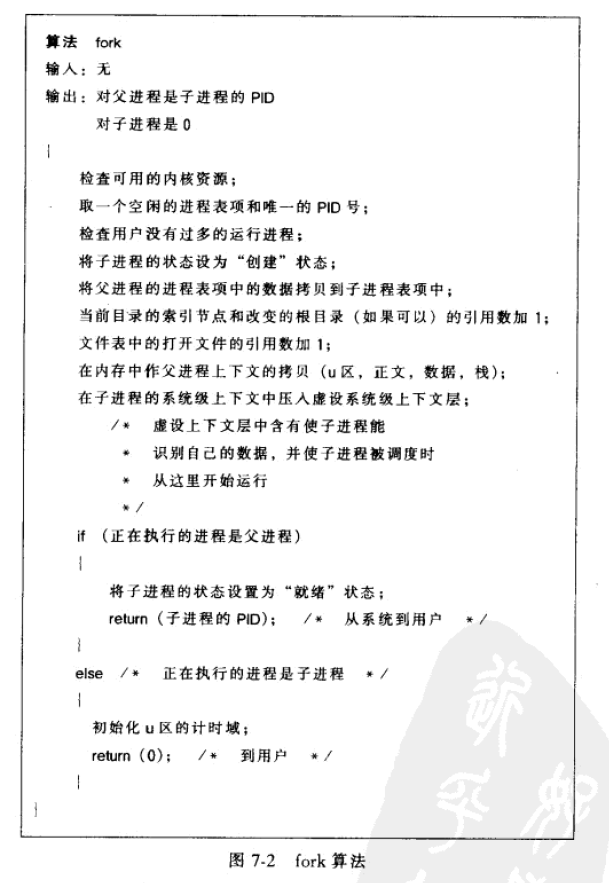 算法 fork
输入：无
输出：对父进程是子进程的 PID
对子进程是 0
{
检查可用的内核资源；
取一个空闲的进程表项和唯一的 PID 号；
检查用户没有过多的运行进程；
将子进程的状态设为“创建”状态；
将父进程的进程表项中的数据拷贝到子进程表项中；
当前目录的索引节点和改变的根目录（如果可以）的引用数加 1；
文件表中的打开文件的引用数加 1；
在内存中作父进程上下文的拷贝（u 区，正文，数据，栈）；
在子进程的系统级上下文中压入虚设系统级上下文层；
/* 虚设上下文层中含有使子进程能
* 识别自己的数据，并使子进程被调度时
* 从这里开始运行
*/
if （正在执行的进程是父进程）
{
将子进程的状态设置为“就绪”状态；
return（子进程的 PID）； /* 从系统到用户 */
}
else /* 正在执行的进程是子进程 */
{
初始化 u 区的计时域；
return（0）； /* 到用户 */
}
}
图 7-2 fork 算法